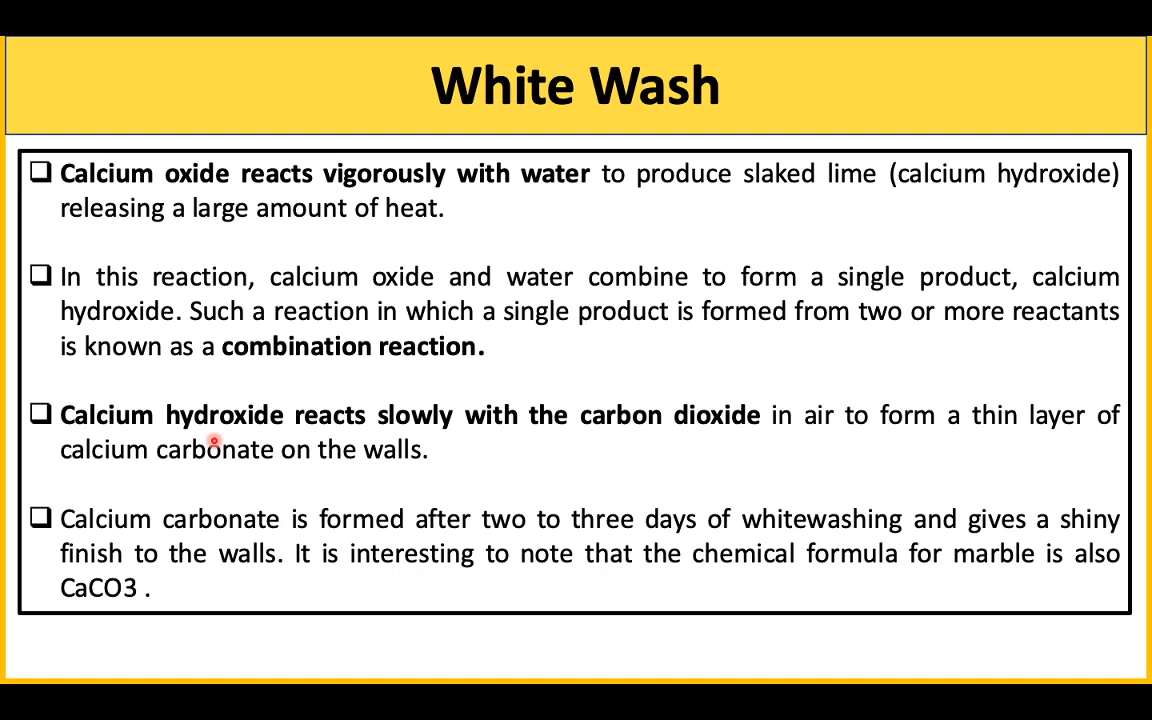 White Wash
❑ Calcium oxide reacts vigorously with water to produce slaked lime (calcium hydroxide)
releasing a large amount of heat.
❑ In this reaction, calcium oxide and water combine to form a single product, calcium
hydroxide. Such a reaction in which a single product is formed from two or more reactants
is known as a combination reaction.
❑ Calcium hydroxide reacts slowly with the carbon dioxide in air to form a thin layer of
calcium carbonate on the walls.
❑ Calcium carbonate is formed after two to three days of whitewashing and gives a shiny
finish to the walls. It is interesting to note that the chemical formula for marble is also
CaCO3 .